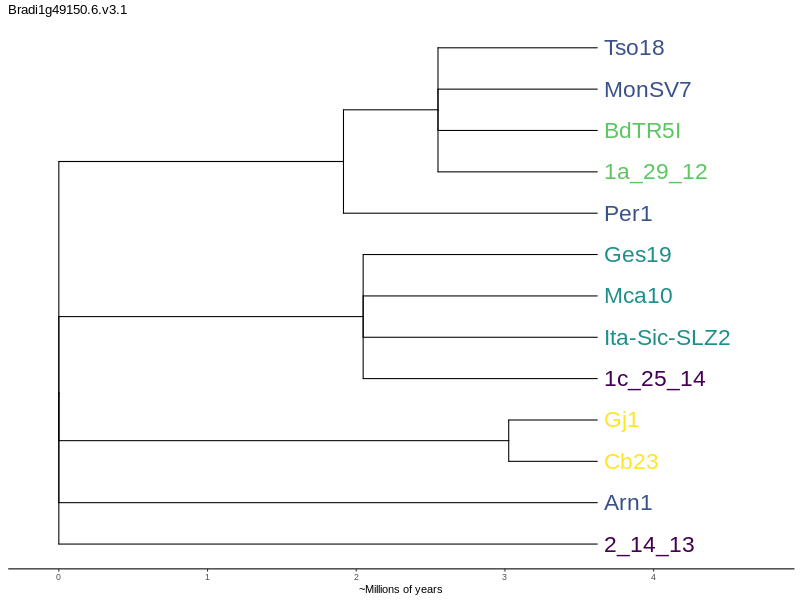 Bradi1g49150.6.v3.1
Tso18
MonSV7
BdTR5I
1a_29_12
Per1
Ges19
Mca10
Ita-Sic-SLZ2
1c_25_14
Gj1
Cb23
Arn1
2_14_13
0 1 2 3 4
~Millions of years